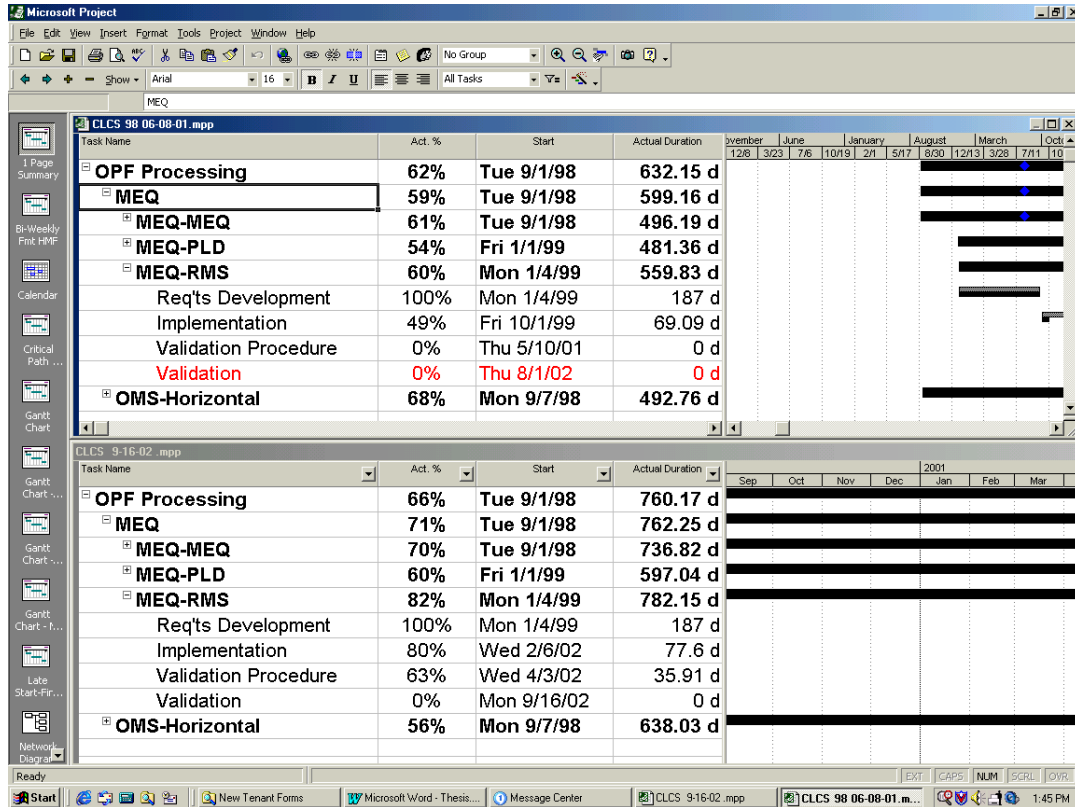 Microsoft Project
File Edit View Insert Format Tools Project Window Help
No Group
Show Arial 16 B I U All Tasks
MEQ
CLCS 98 06-08-01.mpp
Task Name Act. % Start Actual Duration
June January August March
12/8 3/23 7/6 10/19 2/1 5/17 8/30 12/13 3/28 7/11 10
OPF Processing 62% Tue 9/1/98 632.15 d
MEQ 59% Tue 9/1/98 599.16 d
MEQ-MEQ 61% Tue 9/1/98 496.19 d
MEQ-PLD 54% Fri 1/1/99 481.36 d
MEQ-RMS 60% Mon 1/4/99 559.83 d
Req'ts Development 100% Mon 1/4/99 187 d
Implementation 49% Fri 10/1/99 69.09 d
Validation Procedure 0% Thu 5/10/01 0 d
Validation 0% Thu 8/1/02 0 d
OMS-Horizontal 68% Mon 9/7/98 492.76 d
CLCS 9-16-02 .mpp
Task Name Act. % Start Actual Duration
2001
Sep Oct Nov Dec Jan Feb Mar
OPF Processing 66% Tue 9/1/98 760.17 d
MEQ 71% Tue 9/1/98 762.25 d
MEQ-MEQ 70% Tue 9/1/98 736.82 d
MEQ-PLD 60% Fri 1/1/99 597.04 d
MEQ-RMS 82% Mon 1/4/99 782.15 d
Req'ts Development 100% Mon 1/4/99 187 d
Implementation 80% Wed 2/6/02 77.6 d
Validation Procedure 63% Wed 4/3/02 35.91 d
Validation 0% Mon 9/16/02 0 d
OMS-Horizontal 56% Mon 9/7/98 638.03 d
1 Page
Summary
Bi-Weekly
Fmt HMF
Calendar
Critical
Path ...
Gantt
Chart
Gantt
Chart -...
Gantt
Chart -...
Gantt
Chart - ...
Late
Start-Fir...
Network
Ready EXT CAPS NUM SCRL OVR
Start New Tenant Forms Microsoft Word - Thesis.... Message Center CLCS 9-16-02 .mpp CLCS 98 06-08-01.m... 1:45 PM